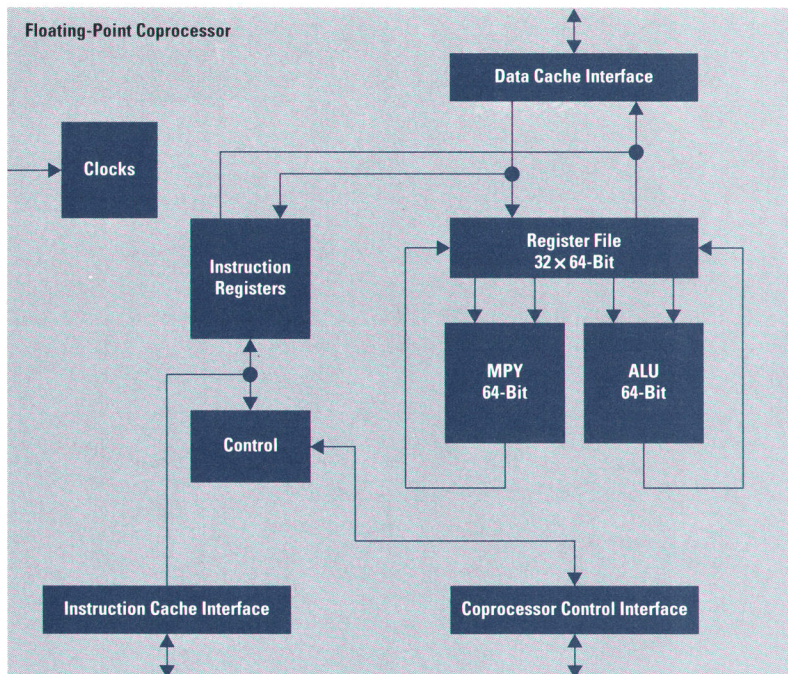 Floating-Point Coprocessor
Data Cache Interface
Clocks
Register File
32 × 64-Bit
Instruction
Registers
MPY
64-Bit
ALU
64-Bit
Control
Instruction Cache Interface
Coprocessor Control Interface